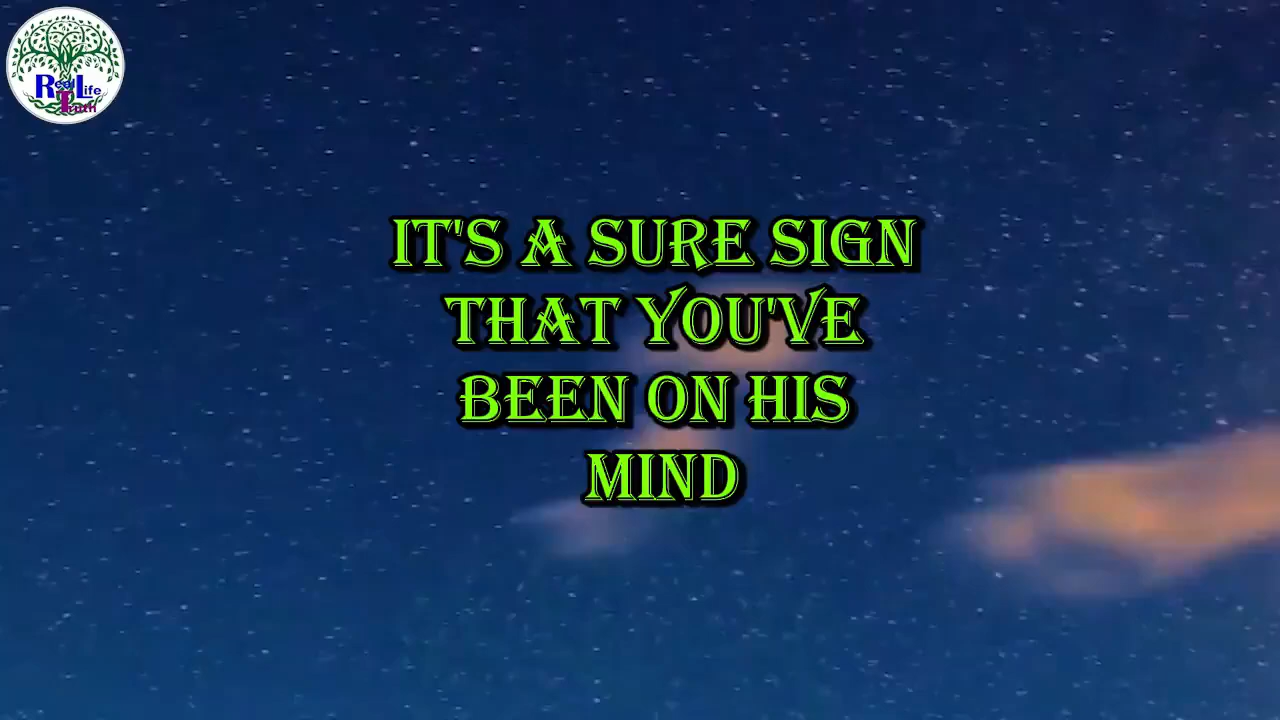 Real Life
Truth
IT'S A SURE SIGN
THAT YOU'VE
BEEN ON HIS
MIND